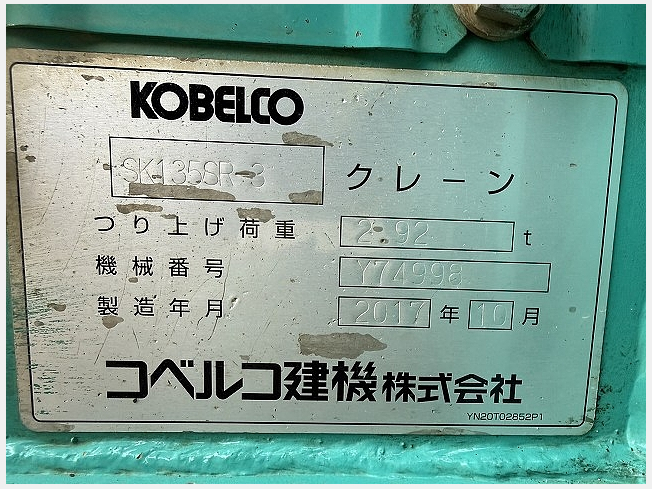 KOBELCO
SK135SR-3 クレーン
つり上げ荷重 2.92 t
機械番号 Y74998
製造年月 2017 年 10 月
コベルコ建機株式会社
YN20T02852P1